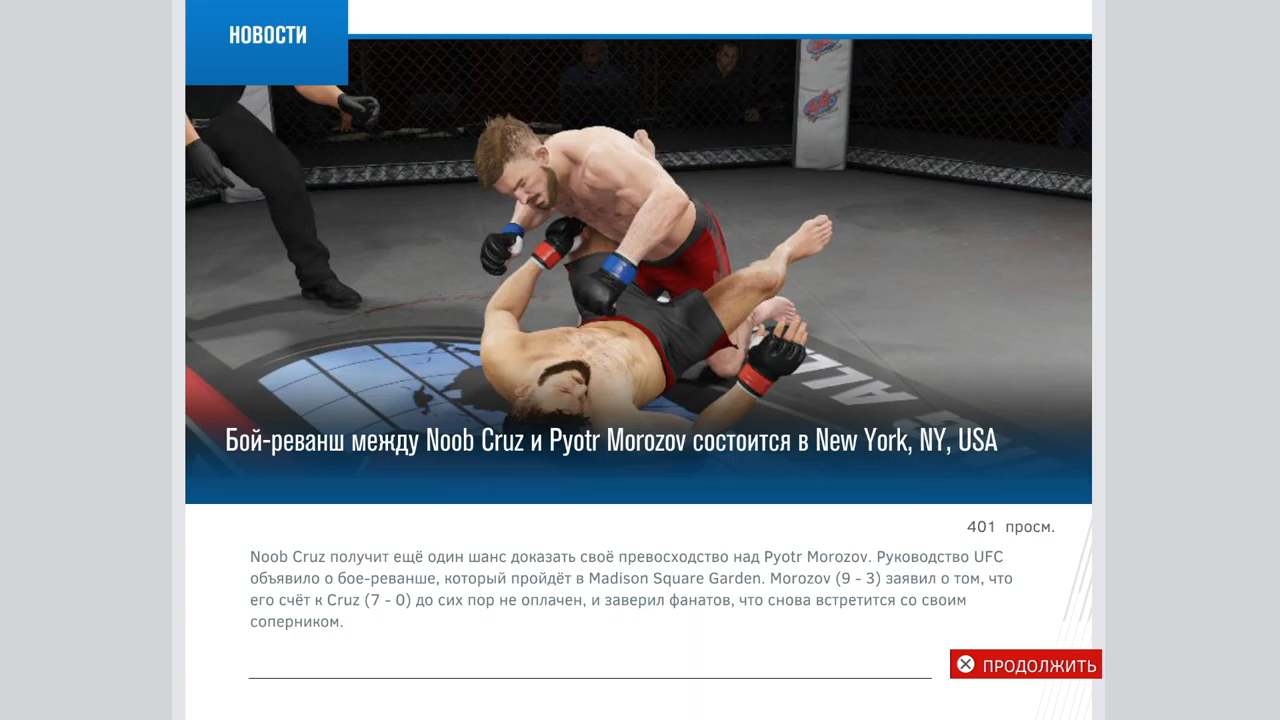 НОВОСТИ
Бой-реванш между Noob Cruz и Pyotr Morozov состоится в New York, NY, USA
401 просм.
Noob Cruz получит ещё один шанс доказать своё превосходство над Pyotr Morozov. Руководство UFC
объявило о бое-реванше, который пройдёт в Madison Square Garden. Morozov (9 - 3) заявил о том, что
его счёт к Cruz (7 - 0) до сих пор не оплачен, и заверил фанатов, что снова встретится со своим
соперником.
ПРОДОЛЖИТЬ